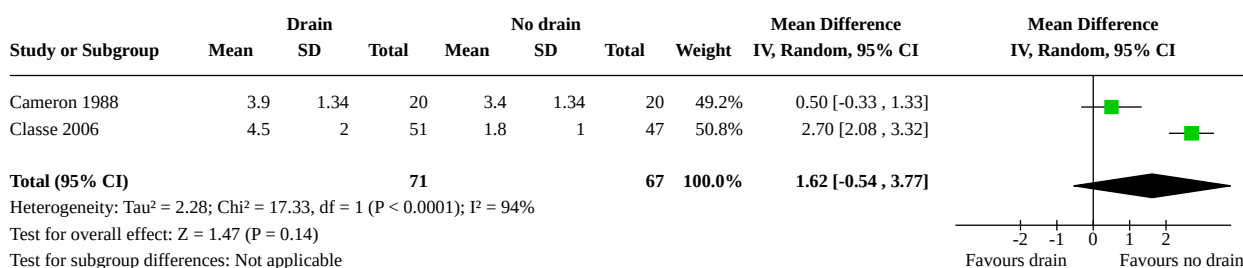 Drain No drain Mean Difference Mean Difference
Study or Subgroup Mean SD Total Mean SD Total Weight IV, Random, 95% CI IV, Random, 95% CI
Cameron 1988 3.9 1.34 20 3.4 1.34 20 49.2% 0.50 [-0.33 , 1.33]
Classe 2006 4.5 2 51 1.8 1 47 50.8% 2.70 [2.08 , 3.32]
Total (95% CI) 71 67 100.0% 1.62 [-0.54 , 3.77]
Heterogeneity: Tau² = 2.28; Chi² = 17.33, df = 1 (P < 0.0001); I² = 94%
Test for overall effect: Z = 1.47 (P = 0.14)
-2 -1 0 1 2
Test for subgroup differences: Not applicable
Favours drain Favours no drain